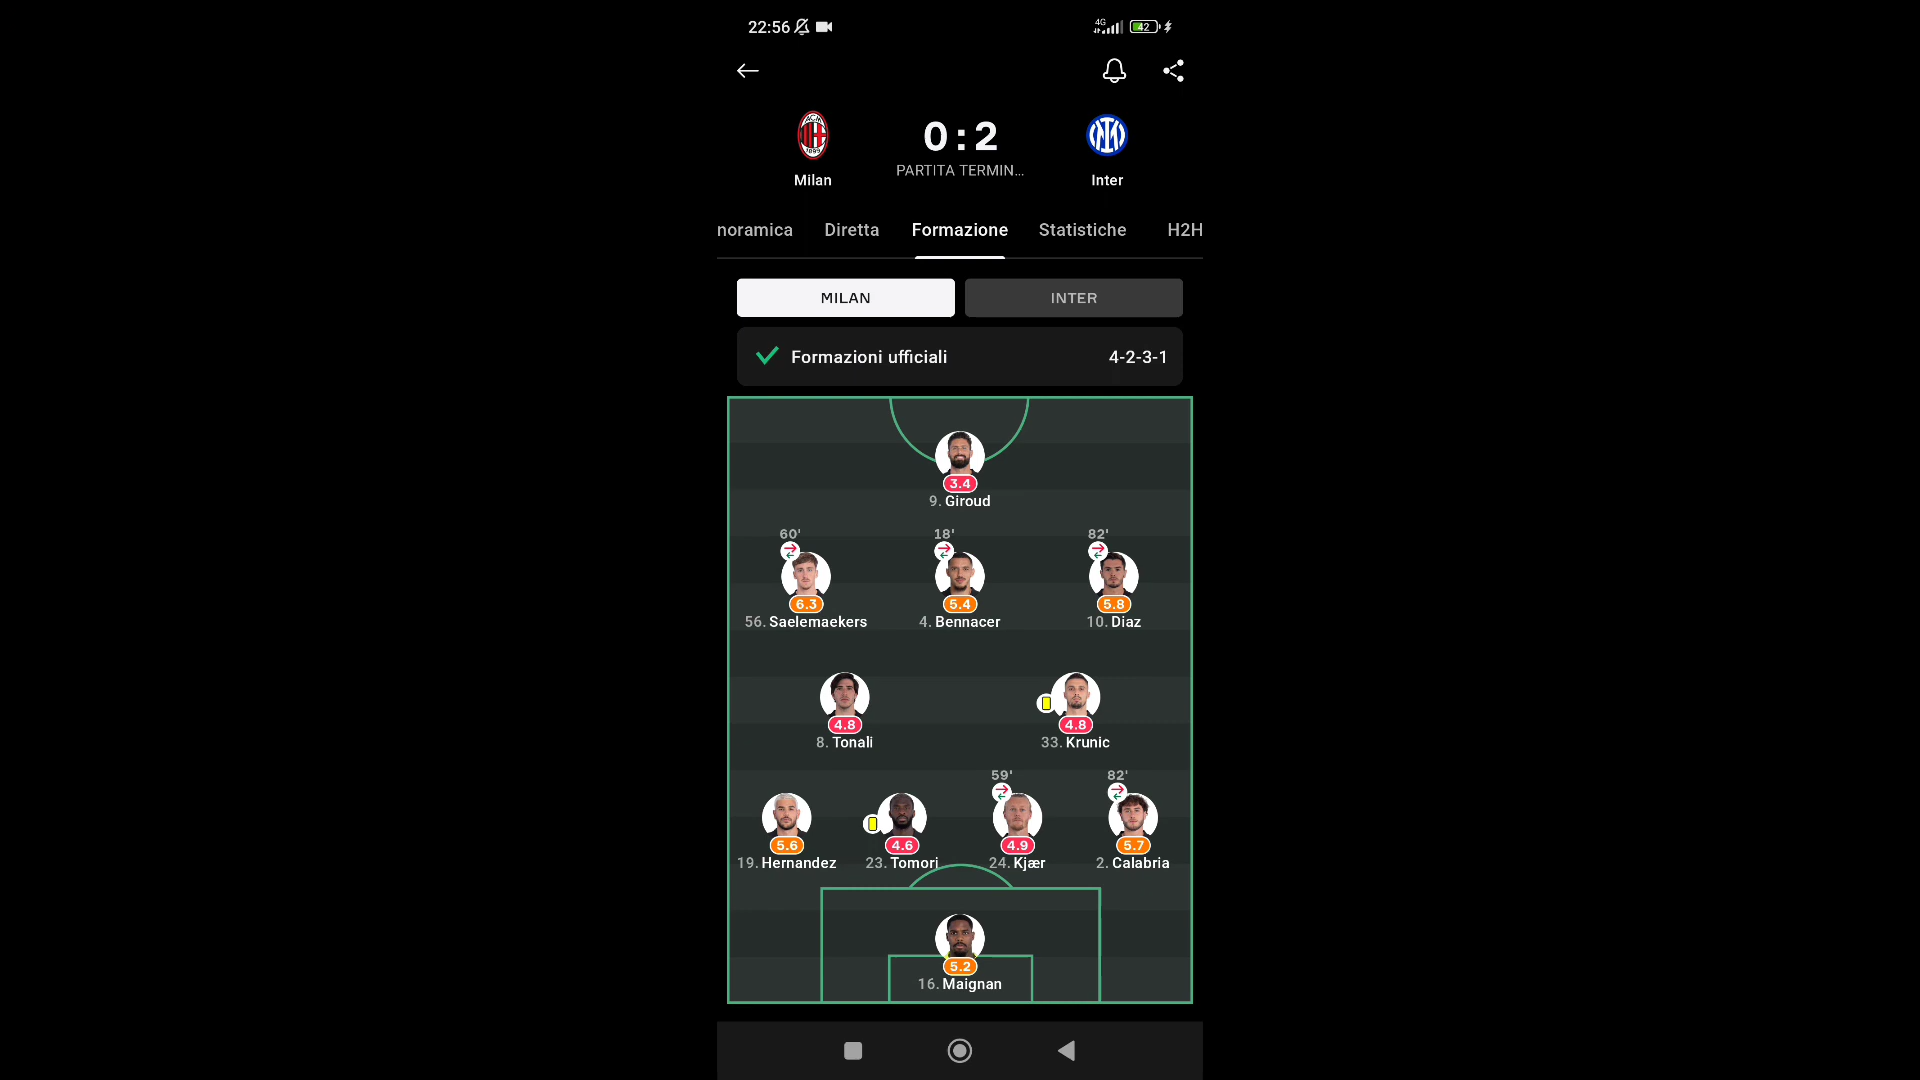 22:56
4G
42
0 : 2
PARTITA TERMIN...
Milan
Inter
noramica Diretta Formazione Statistiche H2H
MILAN INTER
Formazioni ufficiali 4-2-3-1
3.4
9. Giroud
60' 18' 82'
6.3 5.4 5.8
56. Saelemaekers 4. Bennacer 10. Diaz
4.8 4.8
8. Tonali 33. Krunic
59' 82'
5.6 4.6 4.9 5.7
19. Hernandez 23. Tomori 24. Kjær 2. Calabria
5.2
16. Maignan